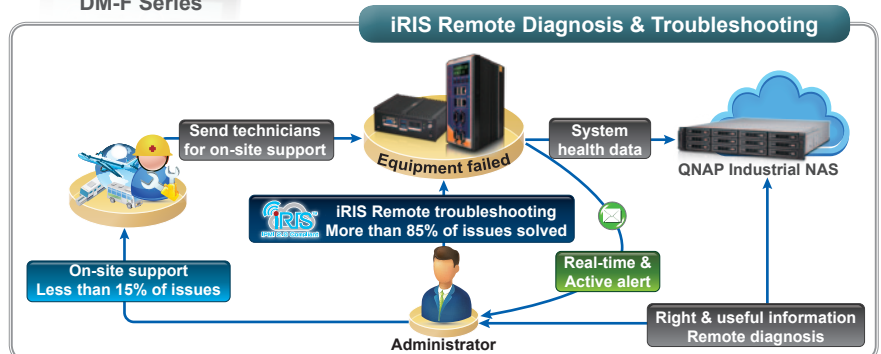 DM-F Series
iRIS Remote Diagnosis & Troubleshooting
Send technicians
for on-site support
Equipment failed
System
health data
QNAP Industrial NAS
iRIS
iRIS Remote troubleshooting
More than 85% of issues solved
On-site support
Less than 15% of issues
Real-time &
Active alert
Administrator
Right & useful information
Remote diagnosis